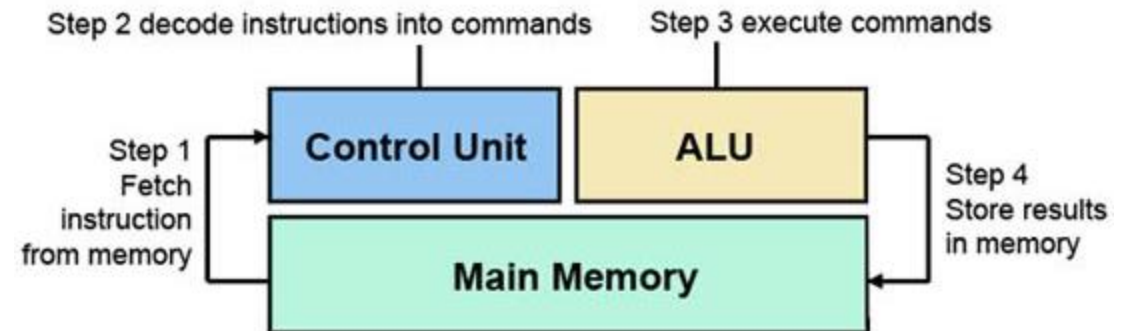 Step 2 decode instructions into commands
Step 3 execute commands
Control Unit
ALU
Step 1
Fetch
instruction
from memory
Step 4
Store results
in memory
Main Memory